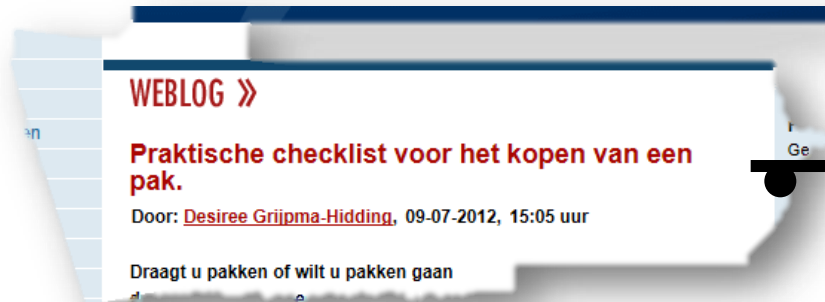 WEBLOG »
en
Praktische checklist voor het kopen van een
pak.
Ge
Door: Desiree Grijpma-Hidding, 09-07-2012, 15:05 uur
Draagt u pakken of wilt u pakken gaan